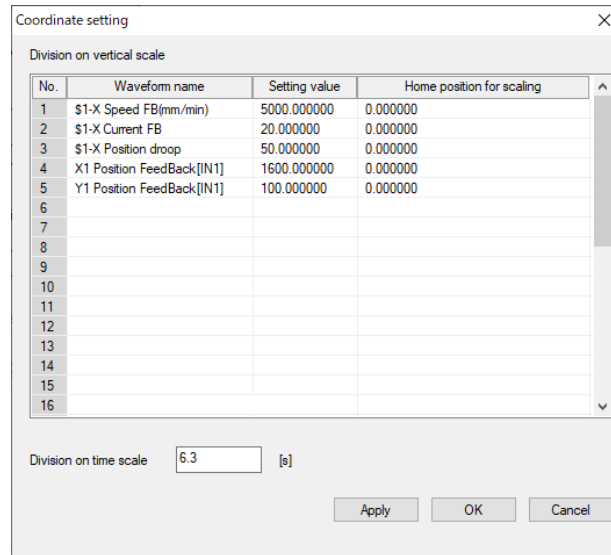 Coordinate setting
Division on vertical scale
No. Waveform name Setting value Home position for scaling
1 $1-X Speed FB(mm/min) 5000.000000 0.000000
2 $1-X Current FB 20.000000 0.000000
3 $1-X Position droop 50.000000 0.000000
4 X1 Position FeedBack[IN1] 1600.000000 0.000000
5 Y1 Position FeedBack[IN1] 100.000000 0.000000
6
7
8
9
10
11
12
13
14
15
16
Division on time scale 6.3 [s]
Apply OK Cancel